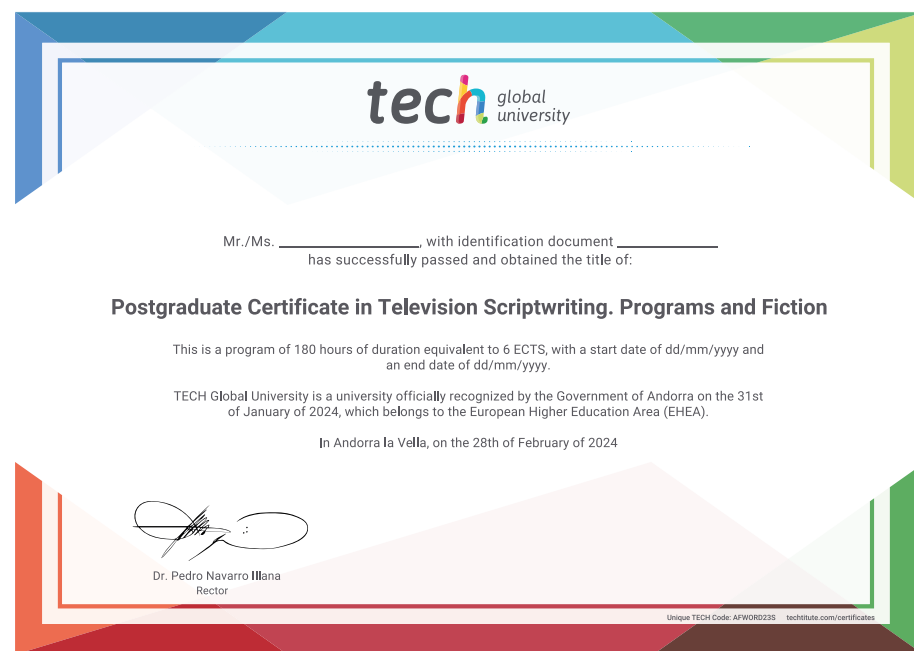 tech global university
Mr./Ms. ________________, with identification document ____________
has successfully passed and obtained the title of:
Postgraduate Certificate in Television Scriptwriting. Programs and Fiction
This is a program of 180 hours of duration equivalent to 6 ECTS, with a start date of dd/mm/yyyy and
an end date of dd/mm/yyyy.
TECH Global University is a university officially recognized by the Government of Andorra on the 31st
of January of 2024, which belongs to the European Higher Education Area (EHEA).
In Andorra la Vella, on the 28th of February of 2024
Dr. Pedro Navarro Illana
Rector
Unique TECH Code: AFWORD23S techtitute.com/certificates